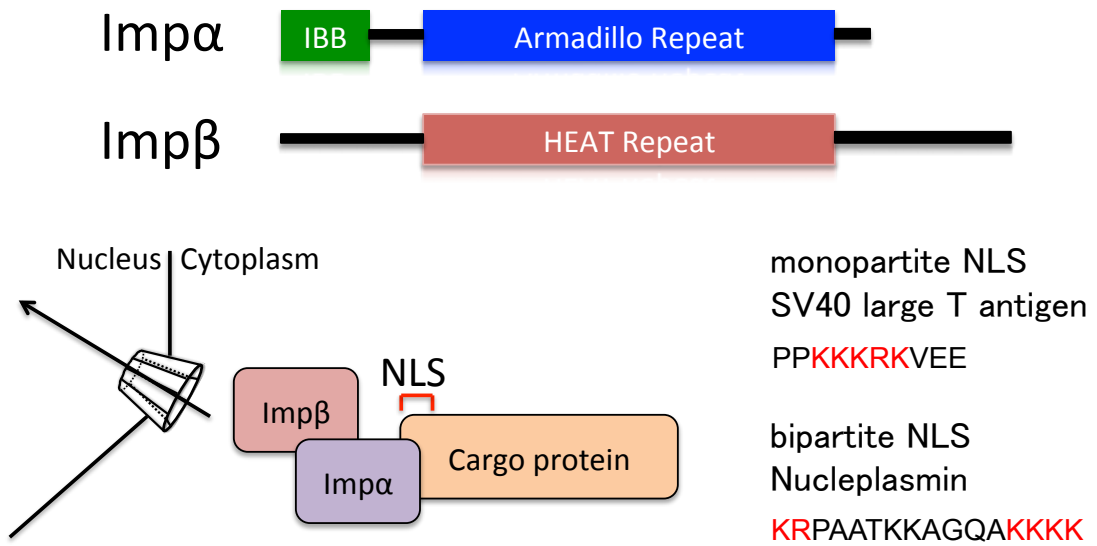 Impα
IBB
Armadillo Repeat
Impβ
HEAT Repeat
Nucleus
Cytoplasm
NLS
Impβ
Impα
Cargo protein
monopartite NLS
SV40 large T antigen
PPKKKRKVEE
bipartite NLS
Nucleplasmin
KRPAATKKAGQAKKKK